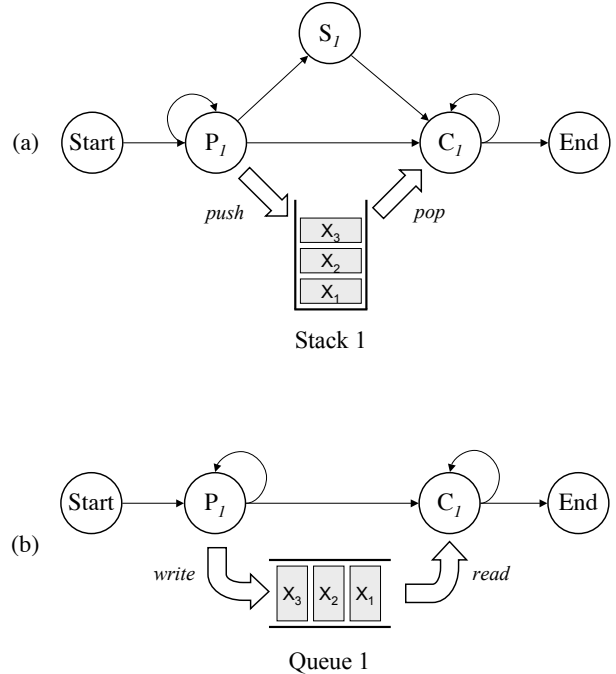 S1
(a)
Start
P1
C1
End
push
pop
X3
X2
X1
Stack 1
Start
P1
C1
End
(b)
write
X3 X2 X1
read
Queue 1